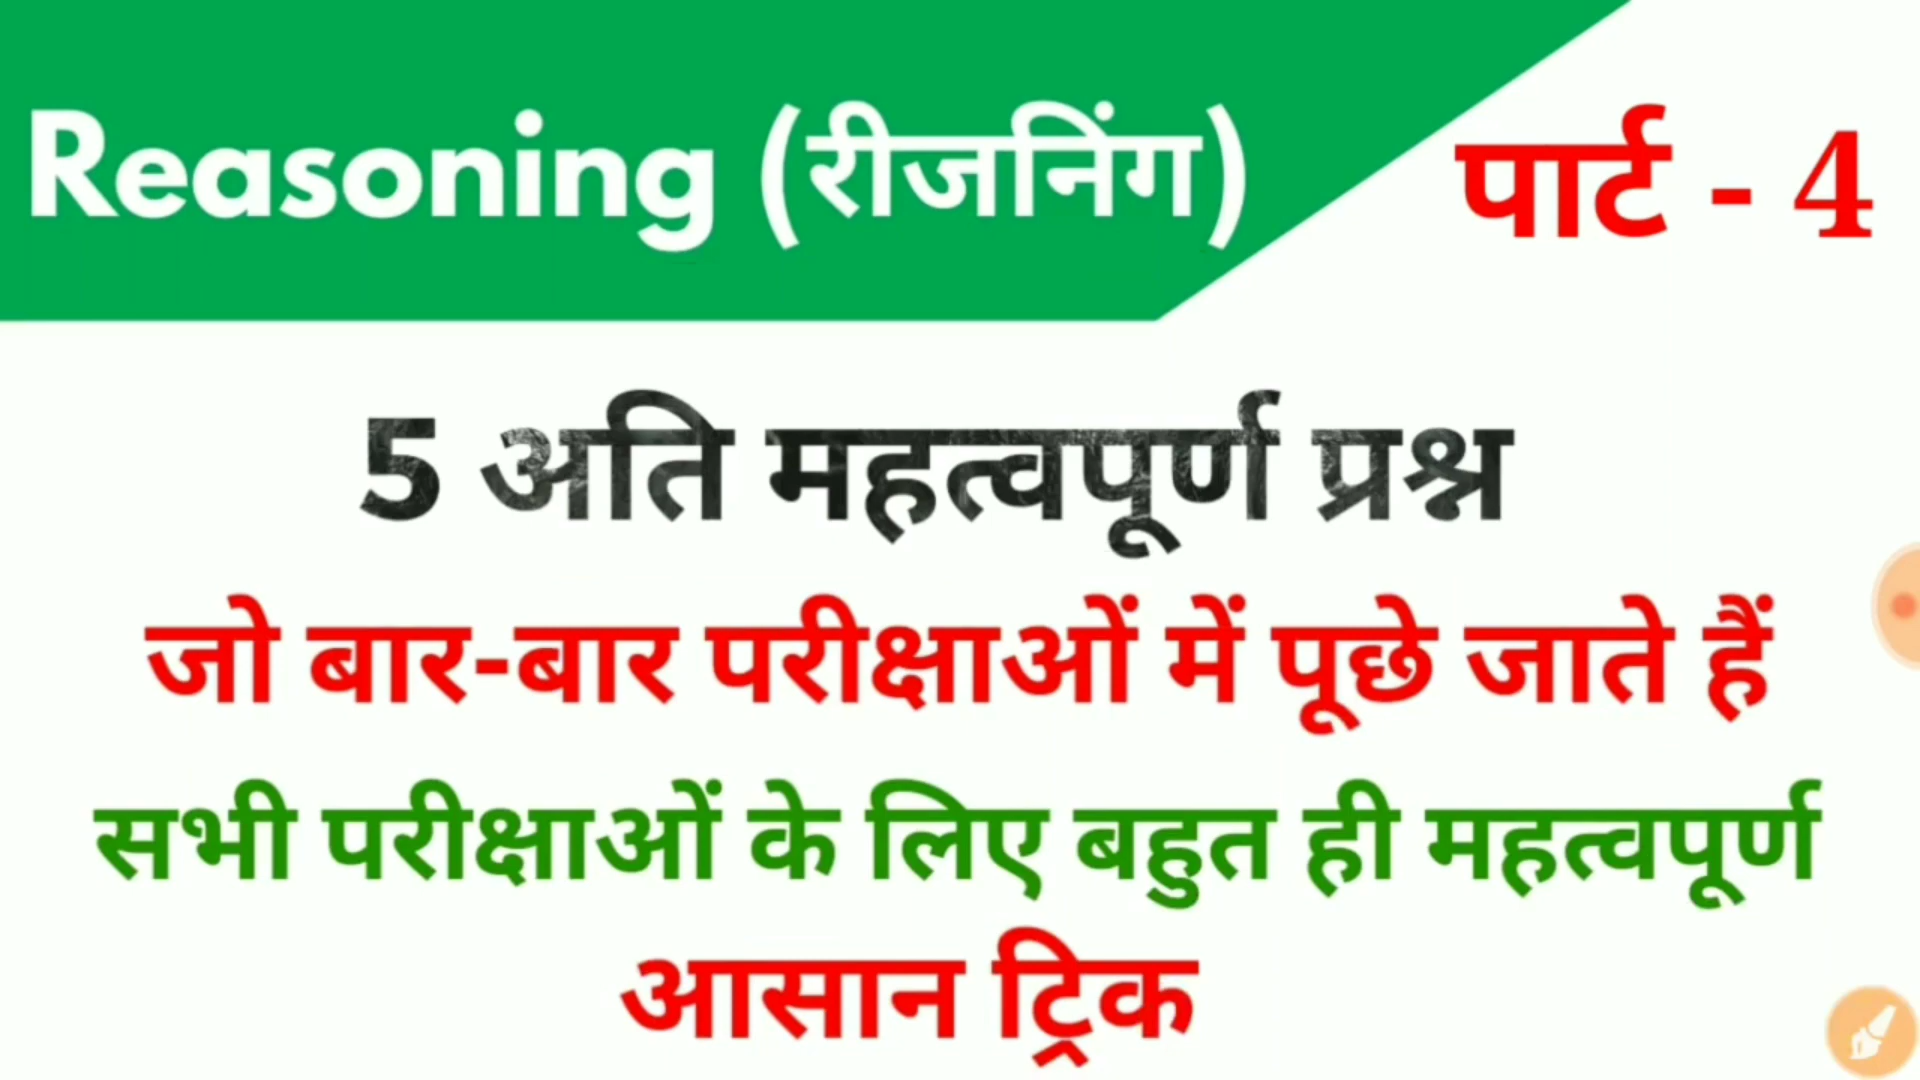 Reasoning (रीजनिंग)
पार्ट - 4
5 अति महत्वपूर्ण प्रश्न
जो बार-बार परीक्षाओं में पूछे जाते हैं
सभी परीक्षाओं के लिए बहुत ही महत्वपूर्ण
आसान ट्रिक